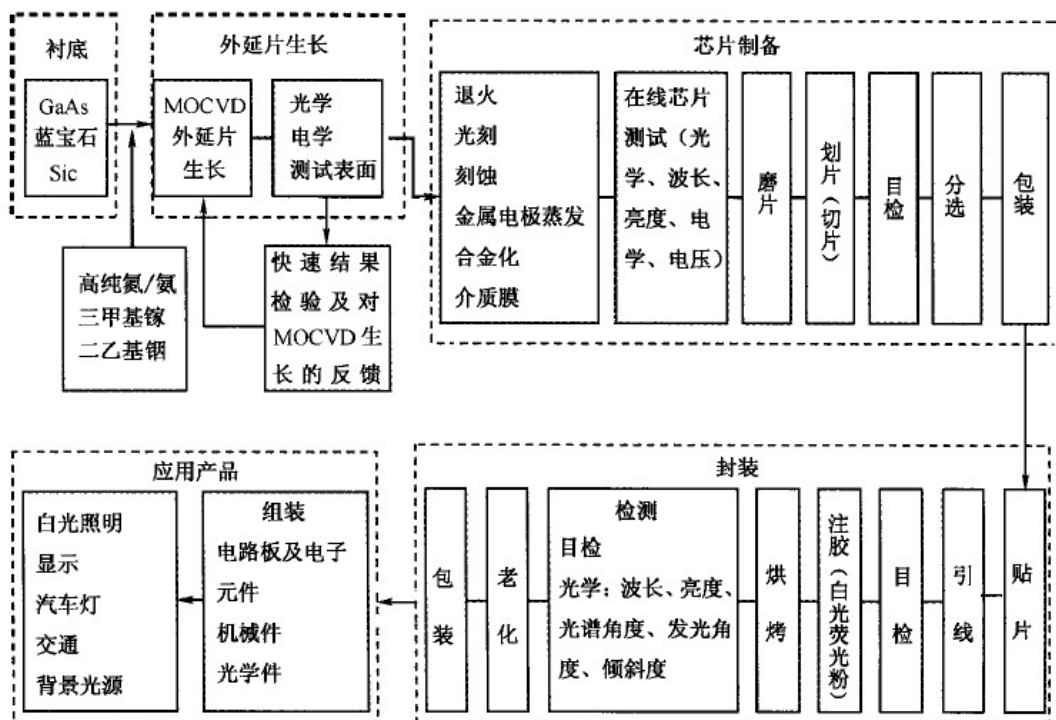 衬底
GaAs
蓝宝石
Sic
高纯氮/氨
三甲基镓
二乙基铟
外延片生长
MOCVD
外延片
生长
光学
电学
测试表面
快速结果
检验及对
MOCVD 生
长的反馈
芯片制备
退火
光刻
刻蚀
金属电极蒸发
合金化
介质膜
在线芯片
测试（光
学、波长、
亮度、电
学、电压）
磨片
划片（切片）
目检
分选
包装
封装
贴片
引线
目检
注胶（白光荧光粉）
烘烤
检测
目检
光学：波长、亮度、
光谱角度、发光角
度、倾斜度
老化
包装
应用产品
组装
电路板及电子
元件
机械件
光学件
白光照明
显示
汽车灯
交通
背景光源